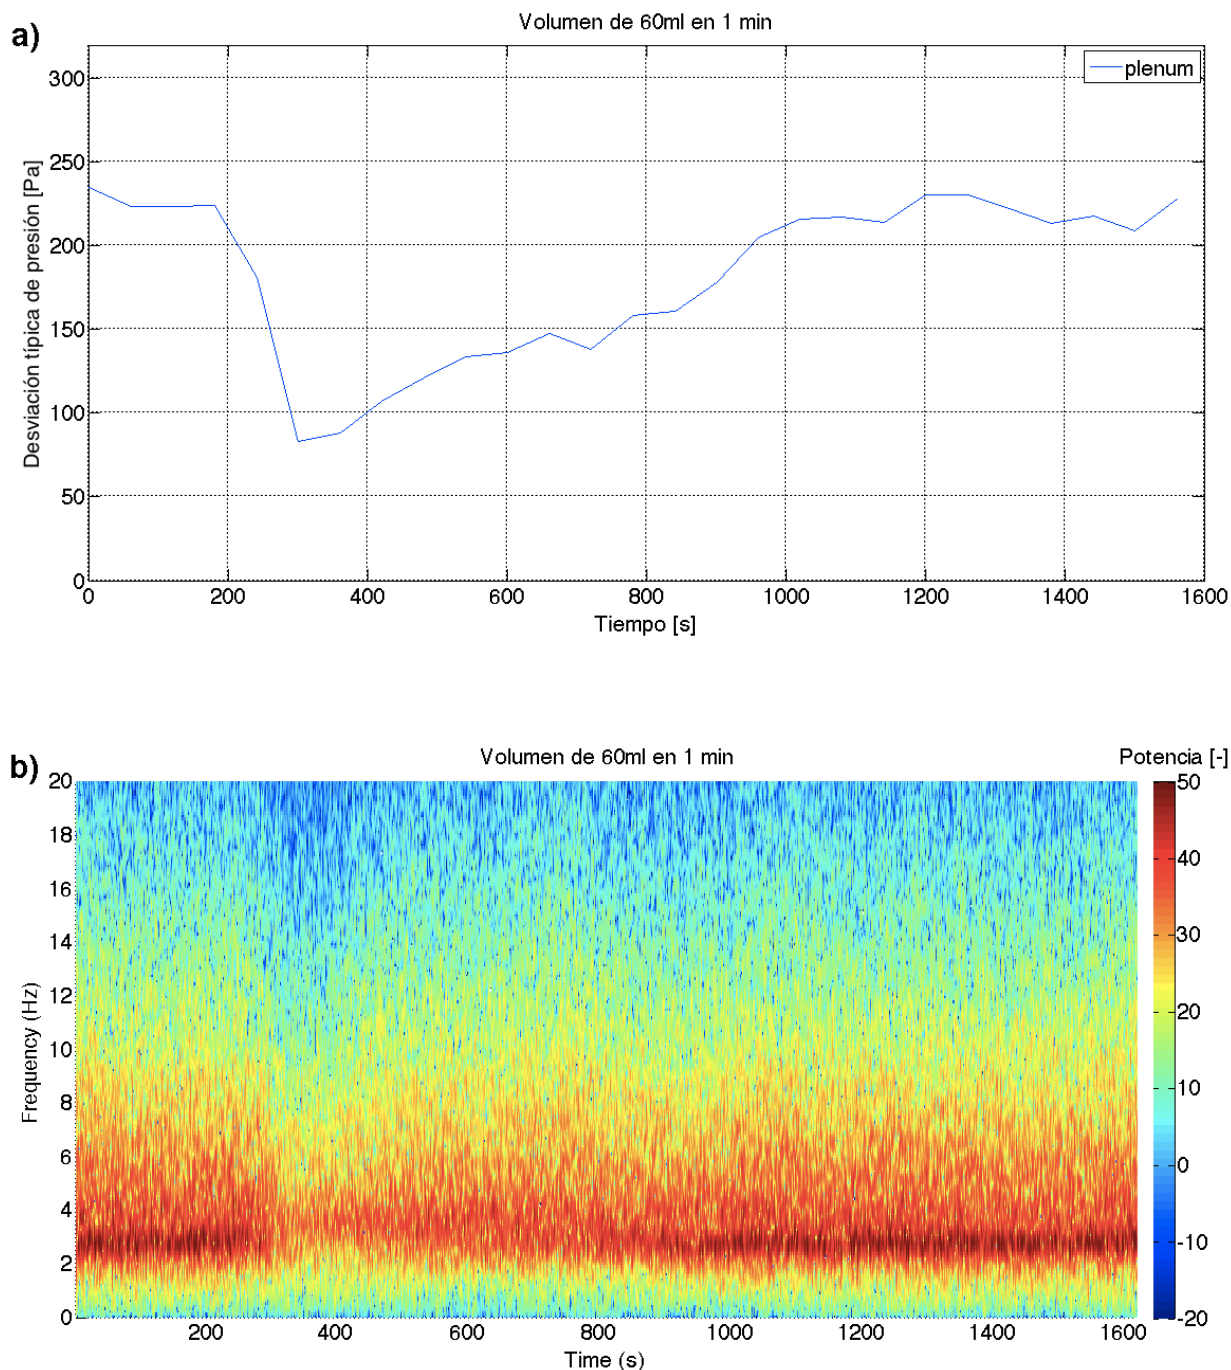 a)
Volumen de 60ml en 1 min
plenum
Desviación típica de presión [Pa]
300
250
200
150
100
50
0
0 200 400 600 800 1000 1200 1400 1600
Tiempo [s]
b)
Volumen de 60ml en 1 min
Potencia [-]
Frequency (Hz)
20
18
16
14
12
10
8
6
4
2
0
200 400 600 800 1000 1200 1400 1600
Time (s)
50
40
30
20
10
0
-10
-20